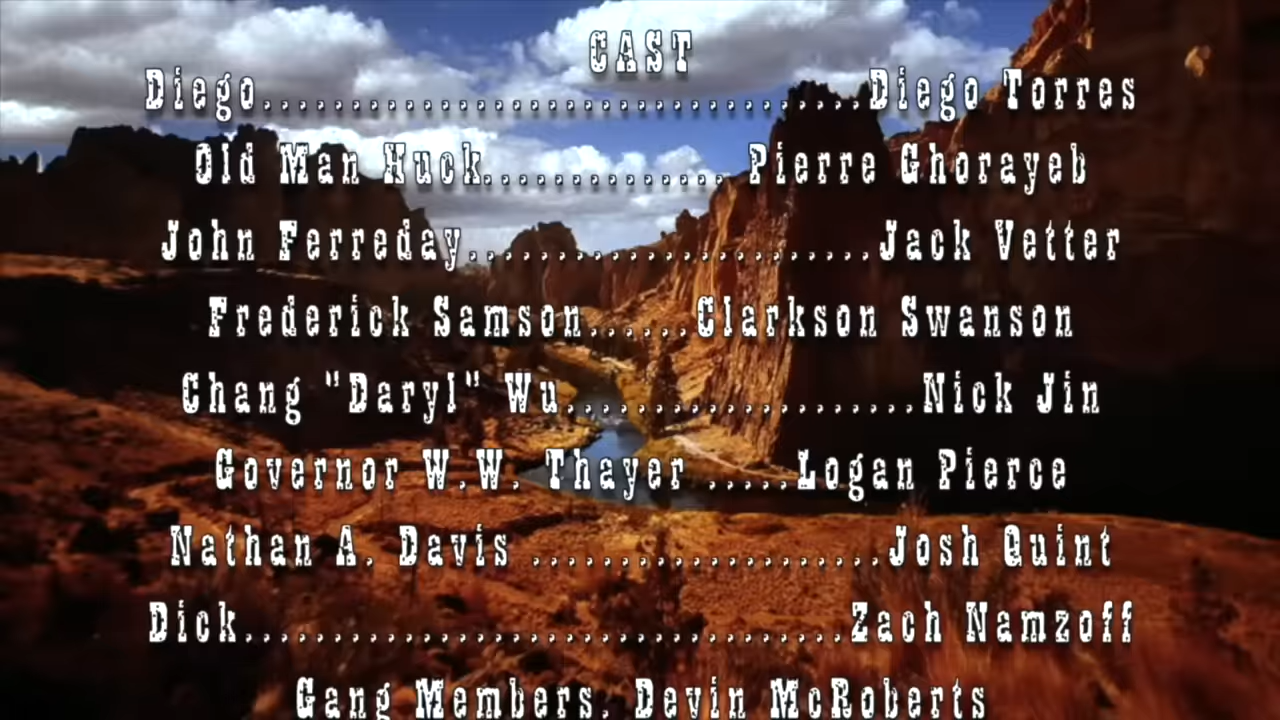 CAST
Diego..................................Diego Torres
Old Man Huck.............. Pierre Ghorayeb
John Ferreday.......................Jack Vetter
Frederick Samson......Clarkson Swanson
Chang "Daryl" Wu....................Nick Jin
Governor W.W. Thayer .....Logan Pierce
Nathan A. Davis ....................Josh Quint
Dick..................................Zach Namzoff
Gang Members. Devin McRoberts